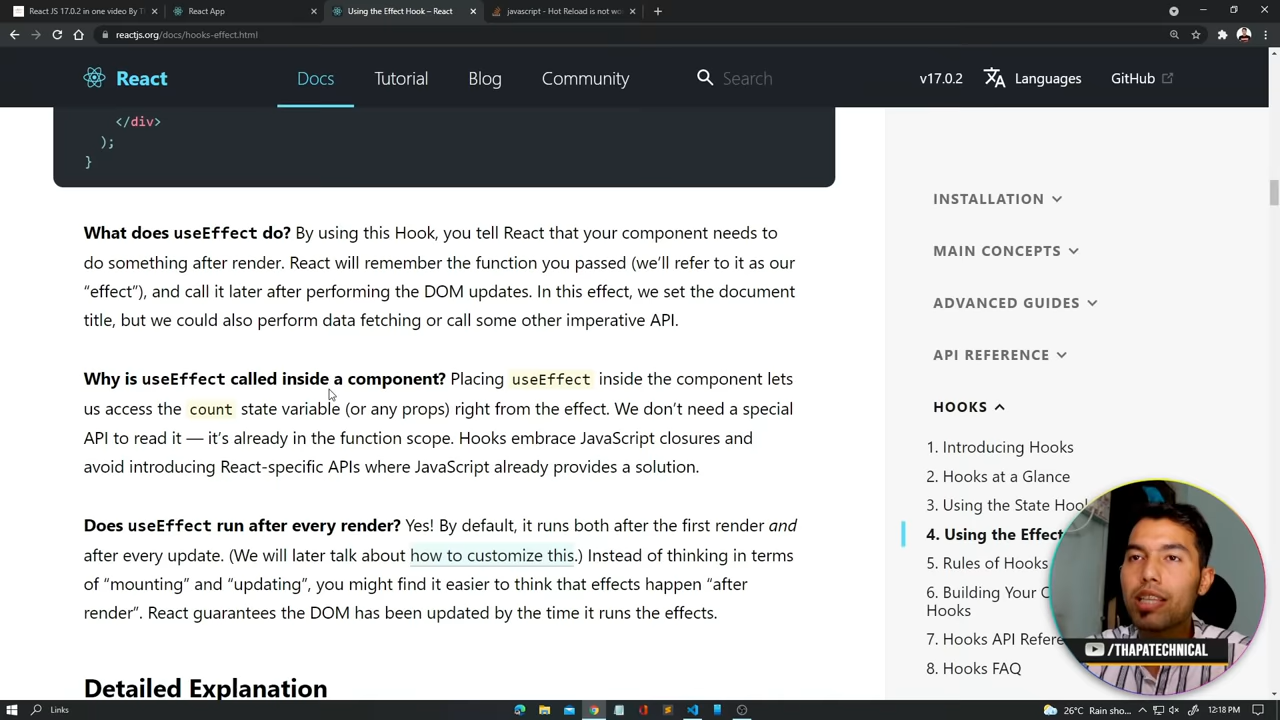 React JS 17.0.2 in one video By T
React App
Using the Effect Hook – React
javascript - Hot Reload is not wo
reactjs.org/docs/hooks-effect.html
React
Docs
Tutorial
Blog
Community
Search
v17.0.2
Languages
GitHub
</div>
);
}
What does useEffect do? By using this Hook, you tell React that your component needs to
do something after render. React will remember the function you passed (we’ll refer to it as our
“effect”), and call it later after performing the DOM updates. In this effect, we set the document
title, but we could also perform data fetching or call some other imperative API.
Why is useEffect called inside a component? Placing useEffect inside the component lets
us access the count state variable (or any props) right from the effect. We don’t need a special
API to read it — it’s already in the function scope. Hooks embrace JavaScript closures and
avoid introducing React-specific APIs where JavaScript already provides a solution.
Does useEffect run after every render? Yes! By default, it runs both after the first render and
after every update. (We will later talk about how to customize this.) Instead of thinking in terms
of “mounting” and “updating”, you might find it easier to think that effects happen “after
render”. React guarantees the DOM has been updated by the time it runs the effects.
Detailed Explanation
INSTALLATION
MAIN CONCEPTS
ADVANCED GUIDES
API REFERENCE
HOOKS
1. Introducing Hooks
2. Hooks at a Glance
3. Using the State Hook
4. Using the Effect
5. Rules of Hooks
6. Building Your
Hooks
7. Hooks API Refere
8. Hooks FAQ
/THAPATECHNICAL
Links
26°C Rain sho...
12:18 PM